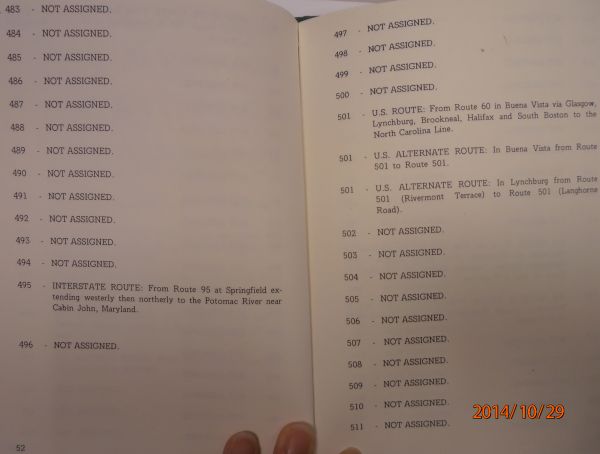 483 - NOT ASSIGNED.
484 - NOT ASSIGNED.
485 - NOT ASSIGNED.
486 - NOT ASSIGNED.
487 - NOT ASSIGNED.
488 - NOT ASSIGNED.
489 - NOT ASSIGNED.
490 - NOT ASSIGNED.
491 - NOT ASSIGNED.
492 - NOT ASSIGNED.
493 - NOT ASSIGNED.
494 - NOT ASSIGNED.
495 - INTERSTATE ROUTE: From Route 95 at Springfield ex-
tending westerly then northerly to the Potomac River near
Cabin John, Maryland.
496 - NOT ASSIGNED.
52
497 - NOT ASSIGNED.
498 - NOT ASSIGNED.
499 - NOT ASSIGNED.
500 - NOT ASSIGNED.
501 - U.S. ROUTE: From Route 60 in Buena Vista via Glasgow,
Lynchburg, Brookneal, Halifax and South Boston to the
North Carolina Line.
501 - U.S. ALTERNATE ROUTE: In Buena Vista from Route
501 to Route 501.
501 - U.S. ALTERNATE ROUTE: In Lynchburg from Route
501 (Rivermont Terrace) to Route 501 (Langhorne
Road).
502 - NOT ASSIGNED.
503 - NOT ASSIGNED.
504 - NOT ASSIGNED.
505 - NOT ASSIGNED.
506 - NOT ASSIGNED.
507 - NOT ASSIGNED.
508 - NOT ASSIGNED.
509 - NOT ASSIGNED.
510 - NOT ASSIGNED.
511 - NOT ASSIGNED.
2014/10/29